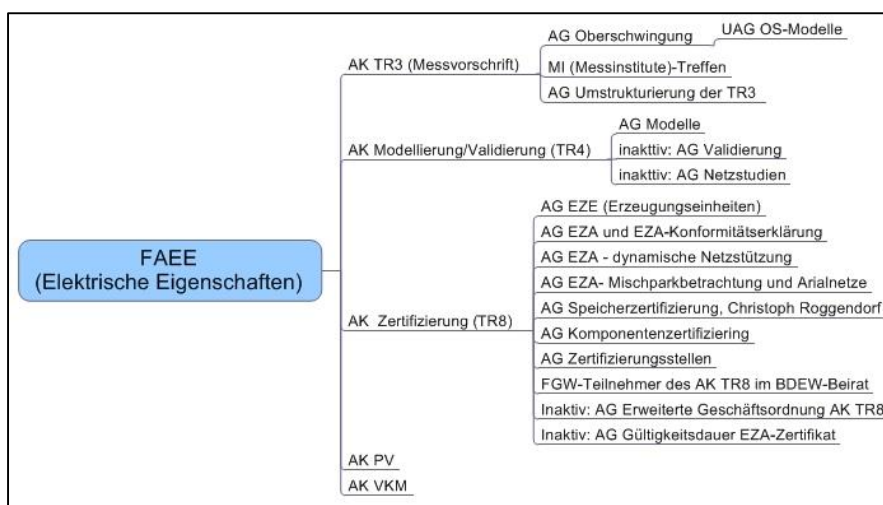 FAEE
(Elektrische Eigenschaften)
AK TR3 (Messvorschrift)
AG Oberschwingung
UAG OS-Modelle
MI (Messinstitute)-Treffen
AG Umstrukturierung der TR3
AK Modellierung/Validierung (TR4)
AG Modelle
inakttiv: AG Validierung
inakttiv: AG Netzstudien
AK  Zertifizierung (TR8)
AG EZE (Erzeugungseinheiten)
AG EZA und EZA-Konformitätserklärung
AG EZA - dynamische Netzstützung
AG EZA- Mischparkbetrachtung und Arialnetze
AG Speicherzertifizierung, Christoph Roggendorf
AG Komponentenzertifiziering
AG Zertifizierungsstellen
FGW-Teilnehmer des AK TR8 im BDEW-Beirat
Inaktiv: AG Erweiterte Geschäftsordnung AK TR8
Inaktiv: AG Gültigkeitsdauer EZA-Zertifikat
AK PV
AK VKM